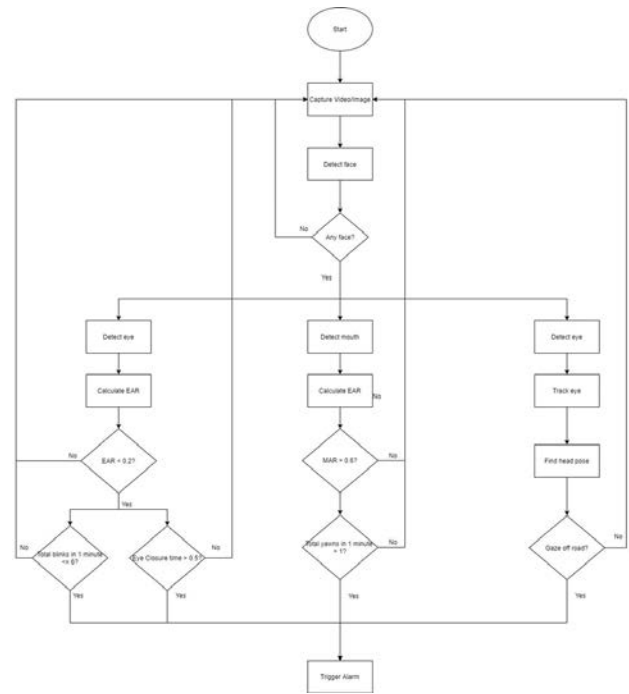 Start
Capture Video/Image
Detect face
Any face?
No
Yes
Detect eye
Detect mouth
Detect eye
Calculate EAR
Calculate EAR
No
Track eye
EAR < 0.2?
No
MAR > 0.6?
No
Find head pose
Yes
Yes
No
Total blinks in 1 minute
<= 6?
Eye Closure time > 0.5?
No
Total yawns in 1 minute
> 1?
No
Gaze off road?
No
Yes
Yes
Yes
Yes
Trigger Alarm